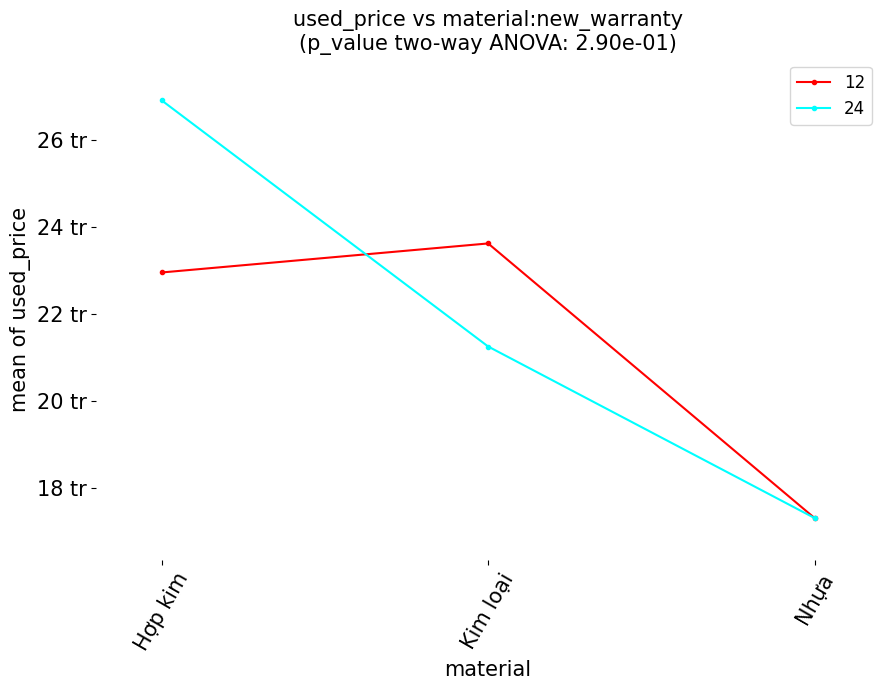 used_price vs material:new_warranty
(p_value two-way ANOVA: 2.90e-01)
12
24
mean of used_price
26 tr
24 tr
22 tr
20 tr
18 tr
Hợp kim
Kim loại
Nhựa
material